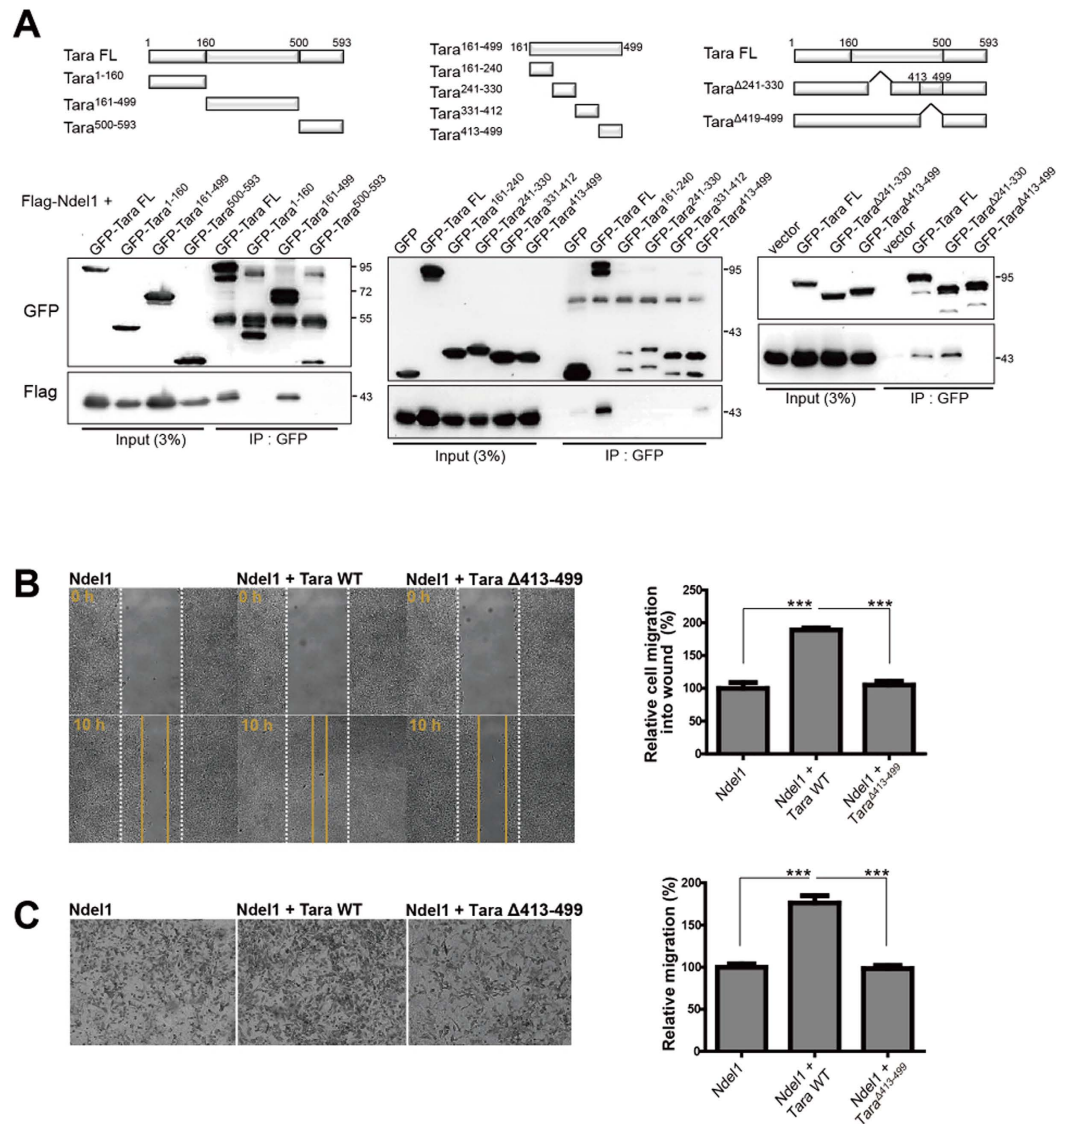 A
1 160 500 593
Tara FL
Tara1-160
Tara161-499
Tara500-593
Tara161-499 161 499
Tara161-240
Tara241-330
Tara331-412
Tara413-499
1 160 500 593
Tara FL
TaraΔ241-330 413 499
TaraΔ419-499
Flag-Ndel1 +
GFP-Tara FL
GFP-Tara1-160
GFP-Tara161-499
GFP-Tara500-593
GFP-Tara FL
GFP-Tara1-160
GFP-Tara161-499
GFP-Tara500-593
GFP
Flag
95
72
55
43
Input (3%) IP : GFP
GFP
GFP-Tara FL
GFP-Tara161-240
GFP-Tara241-330
GFP-Tara331-412
GFP-Tara413-499
GFP
GFP-Tara FL
GFP-Tara161-240
GFP-Tara241-330
GFP-Tara331-412
GFP-Tara413-499
95
43
43
Input (3%) IP : GFP
vector
GFP-Tara FL
GFP-TaraΔ241-330
GFP-TaraΔ413-499
vector
GFP-Tara FL
GFP-TaraΔ241-330
GFP-TaraΔ413-499
95
43
Input (3%) IP : GFP
B
Ndel1 Ndel1 + Tara WT Ndel1 + Tara Δ413-499
0 h 0 h 0 h
10 h 10 h 10 h
Relative cell migration
into wound (%)
250
200
150
100
50
0
*** ***
Ndel1
Ndel1 +
Tara WT
Ndel1 +
TaraΔ413-499
C
Ndel1 Ndel1 + Tara WT Ndel1 + Tara Δ413-499
Relative migration (%)
200
150
100
50
0
*** ***
Ndel1
Ndel1 +
Tara WT
Ndel1 +
TaraΔ413-499